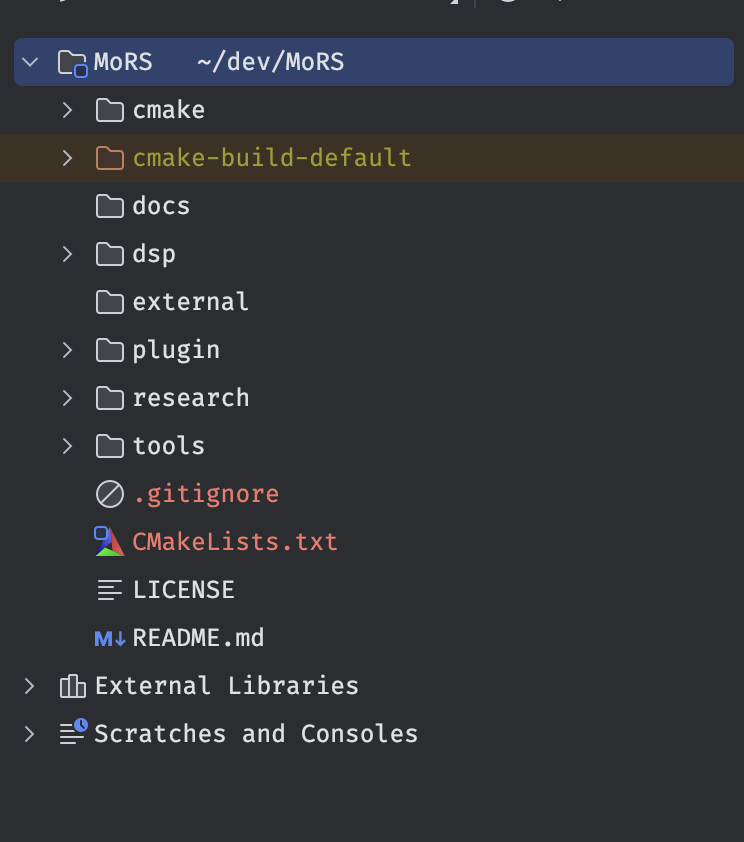 MoRS ~/dev/MoRS
cmake
cmake-build-default
docs
dsp
external
plugin
research
tools
.gitignore
CMakeLists.txt
LICENSE
M↓ README.md
External Libraries
Scratches and Consoles